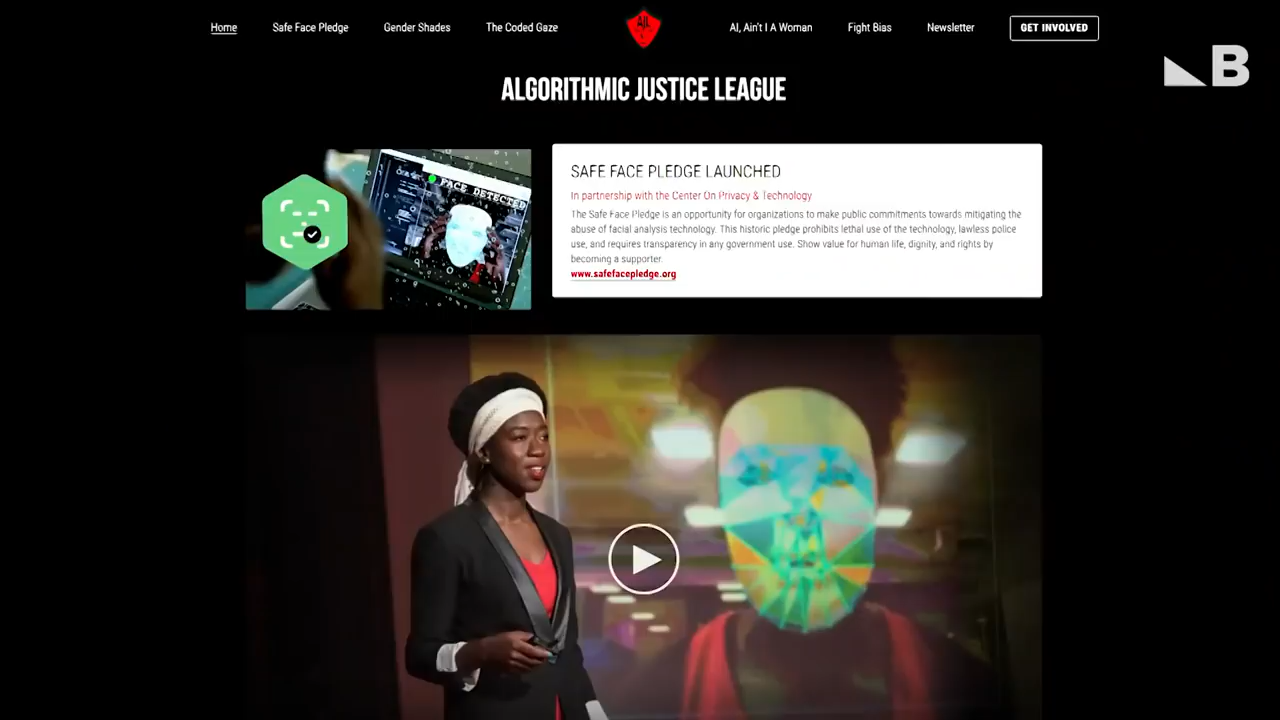 Home Safe Face Pledge Gender Shades The Coded Gaze AJL AI, Ain't I A Woman Fight Bias Newsletter GET INVOLVED
B
ALGORITHMIC JUSTICE LEAGUE
FACE DETECTED
SAFE FACE PLEDGE LAUNCHED
In partnership with the Center On Privacy & Technology
The Safe Face Pledge is an opportunity for organizations to make public commitments towards mitigating the
abuse of facial analysis technology. This historic pledge prohibits lethal use of the technology, lawless police
use, and requires transparency in any government use. Show value for human life, dignity, and rights by
becoming a supporter.
www.safefacepledge.org